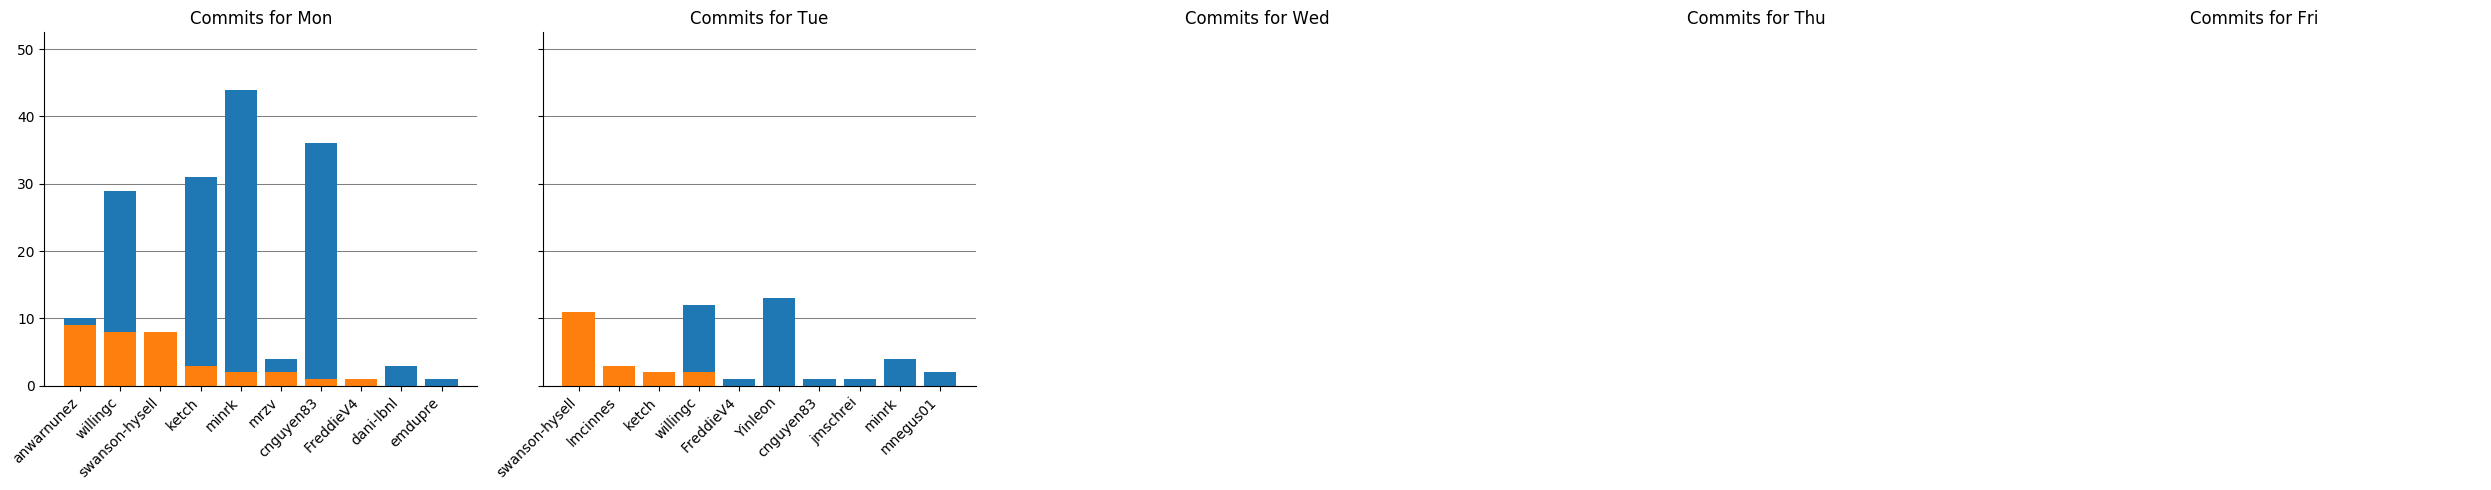 Commits for Mon
Commits for Tue
Commits for Wed
Commits for Thu
Commits for Fri
50
40
30
20
10
0
anwarnunez
willingc
swanson-hysell
ketch
minrk
mrzv
cnguyen83
FreddieV4
dani-lbnl
emdupre
swanson-hysell
lmcinnes
ketch
willingc
FreddieV4
Yinleon
cnguyen83
jmschrei
minrk
mnegus01